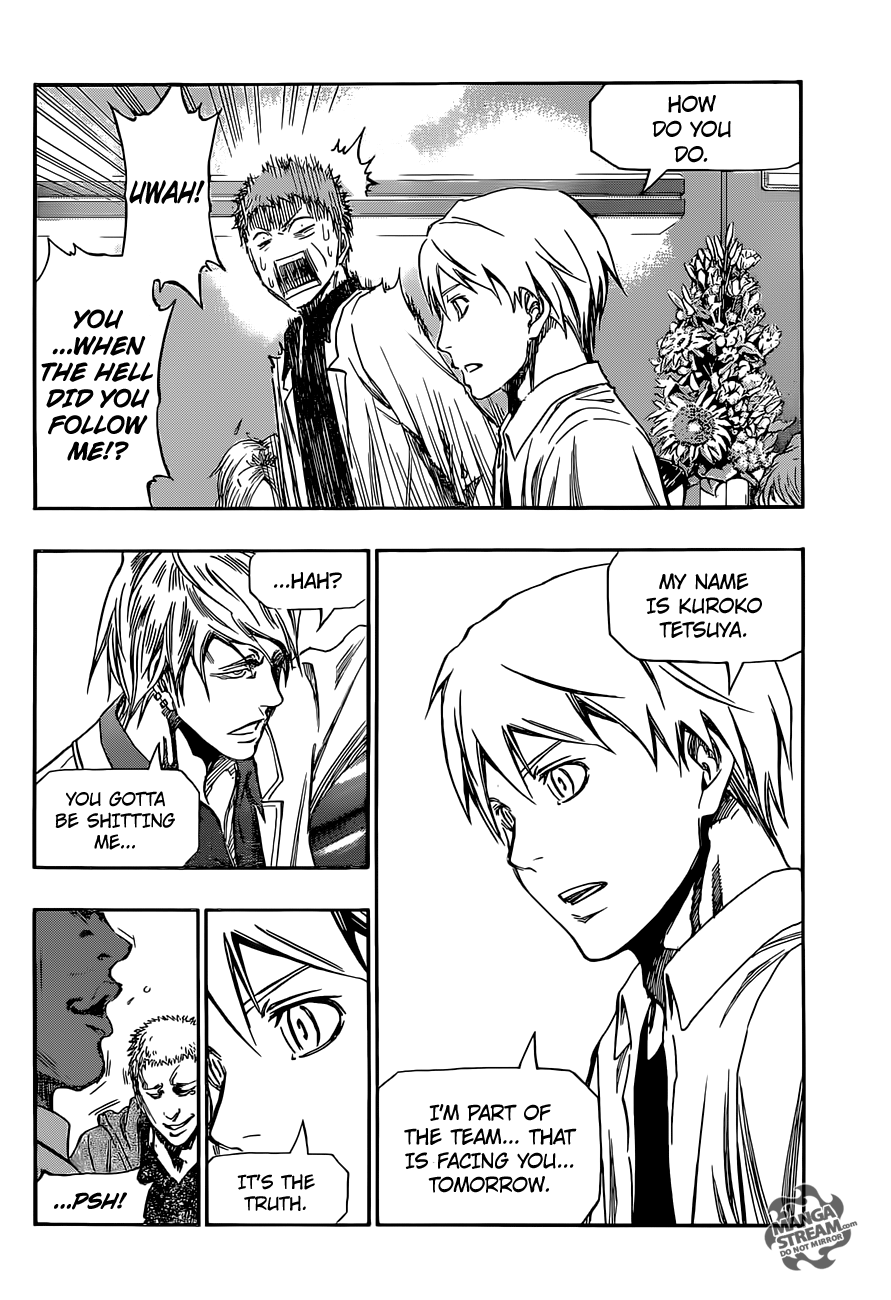 HOW
DO YOU
DO.
UWAH!
YOU
...WHEN
THE HELL
DID YOU
FOLLOW
ME!?
MY NAME
IS KUROKO
TETSUYA.
I'M PART OF
THE TEAM... THAT
IS FACING YOU...
TOMORROW.
...HAH?
YOU GOTTA
BE SHITTING
ME...
IT'S THE
TRUTH.
...PSH!
MANGA
STREAM.com
DO NOT MIRROR